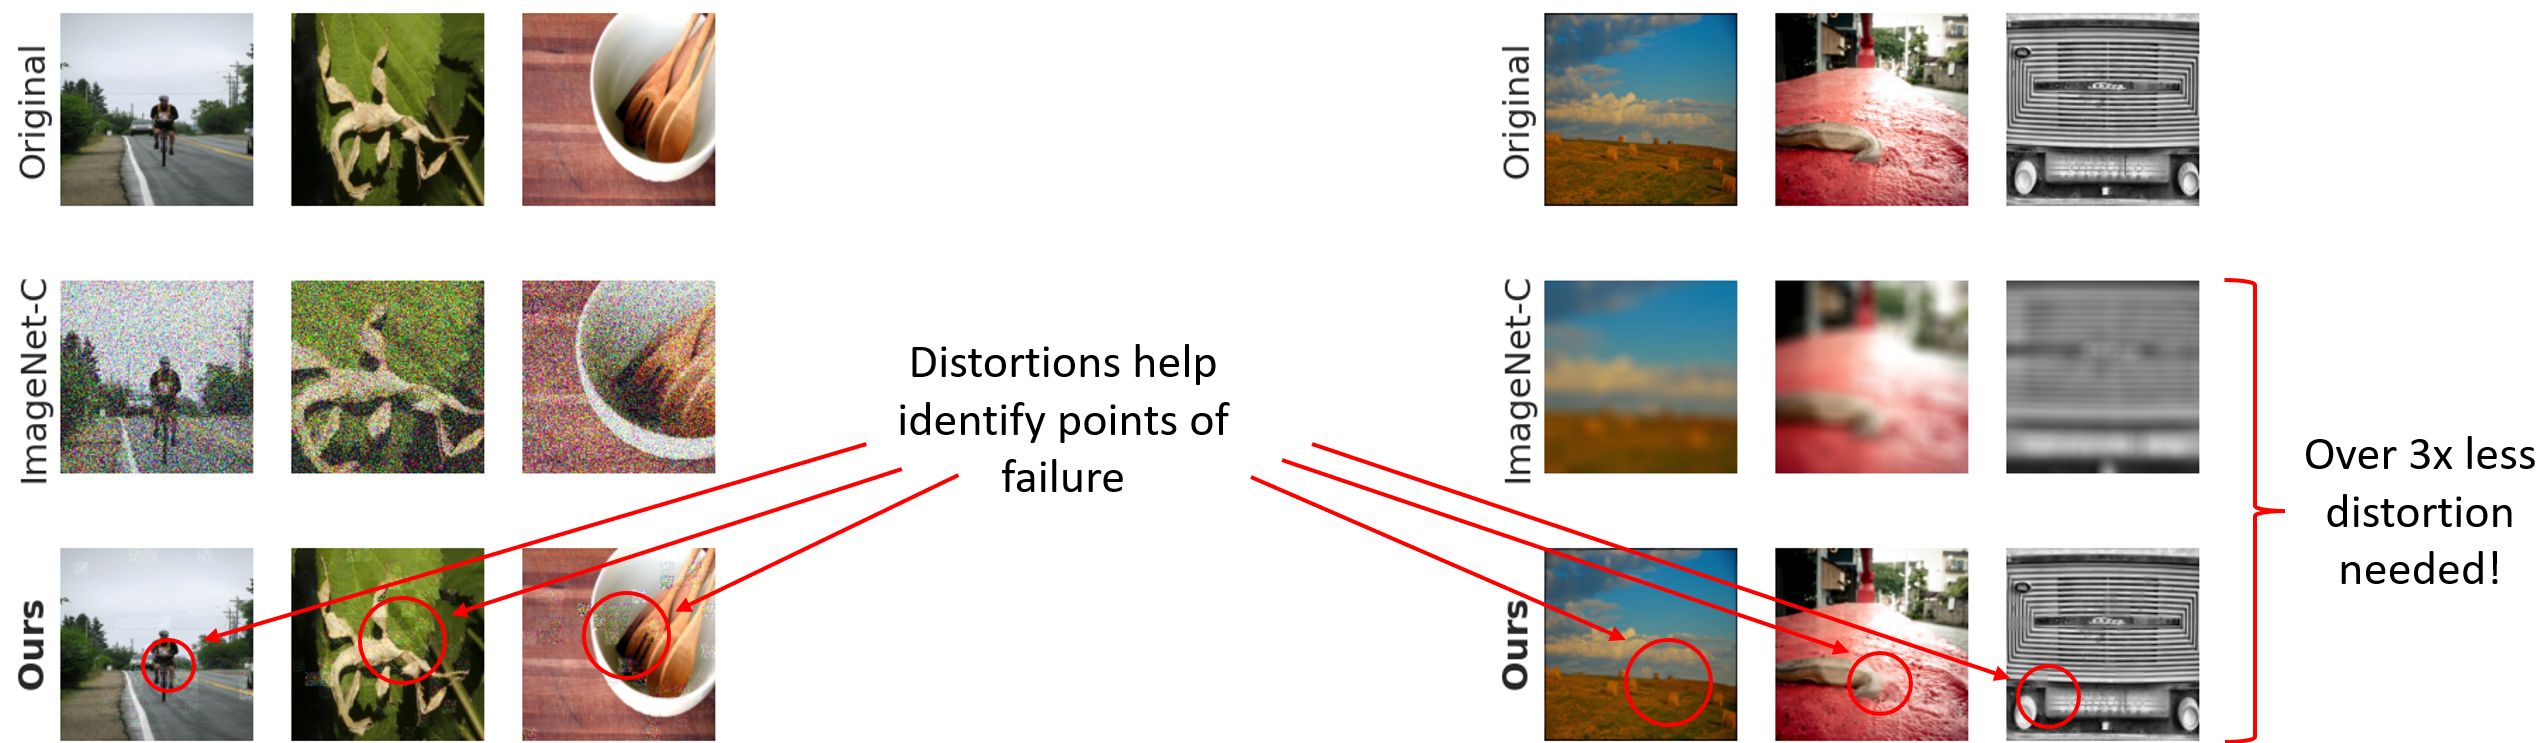 Original
ImageNet-C
Ours
Distortions help
identify points of
failure
Original
ImageNet-C
Ours
Over 3x less
distortion
needed!